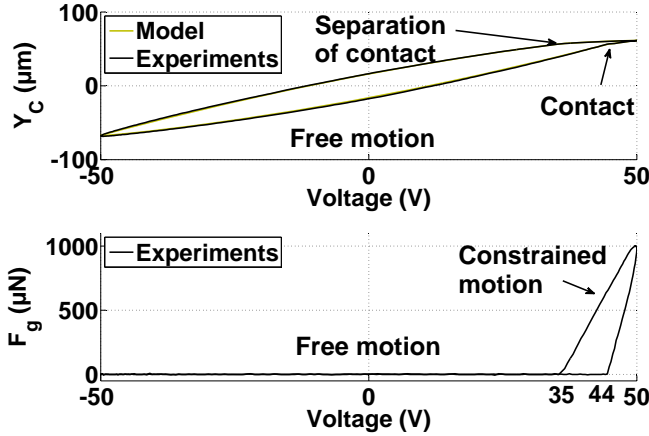 100
0
-100
Y_C (µm)
Model
Experiments
Separation
of contact
Contact
Free motion
-50
0
50
Voltage (V)
1000
500
0
F_g (µN)
Experiments
Constrained
motion
Free motion
-50
0
35
44
50
Voltage (V)